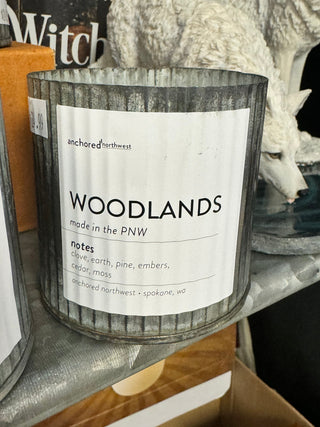 Witch
anchored northwest
WOODLANDS
made in the PNW
notes
clove, earth, pine, embers,
cedar, moss
anchored northwest • spokane, wa